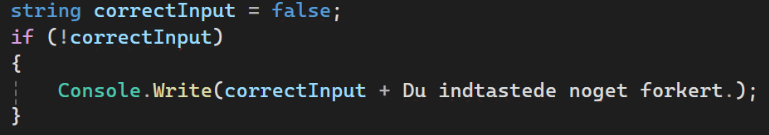 string correctInput = false;
if (!correctInput)
{
    Console.Write(correctInput + Du indtastede noget forkert.);
}